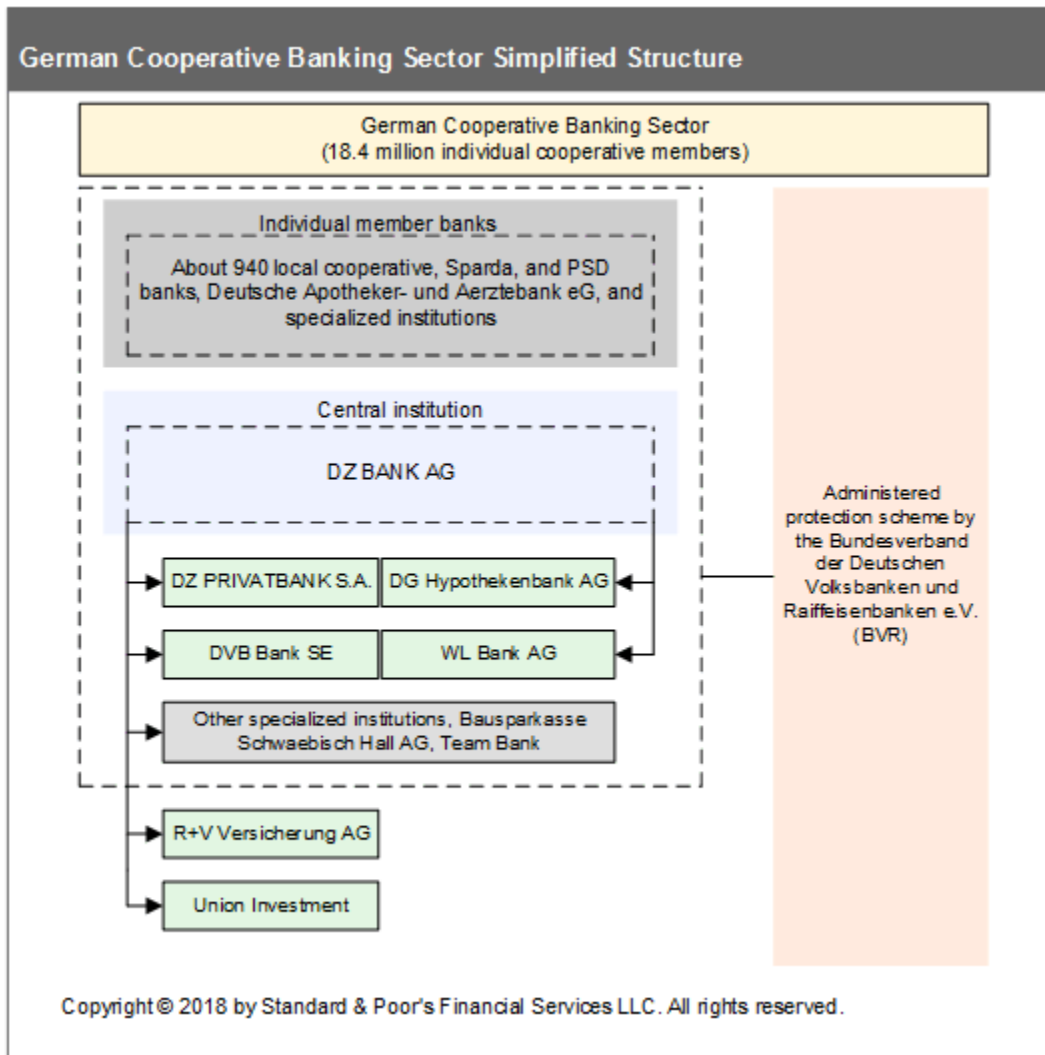 German Cooperative Banking Sector Simplified Structure
German Cooperative Banking Sector
(18.4 million individual cooperative members)
Individual member banks
About 940 local cooperative, Sparda, and PSD
banks, Deutsche Apotheker- und Aerztebank eG, and
specialized institutions
Central institution
DZ BANK AG
DZ PRIVATBANK S.A.
DG Hypothekenbank AG
DVB Bank SE
WL Bank AG
Other specialized institutions, Bausparkasse
Schwaebisch Hall AG, Team Bank
R+V Versicherung AG
Union Investment
Administered
protection scheme by
the Bundesverband
der Deutschen
Volksbanken und
Raiffeisenbanken e.V.
(BVR)
Copyright © 2018 by Standard & Poor's Financial Services LLC. All rights reserved.